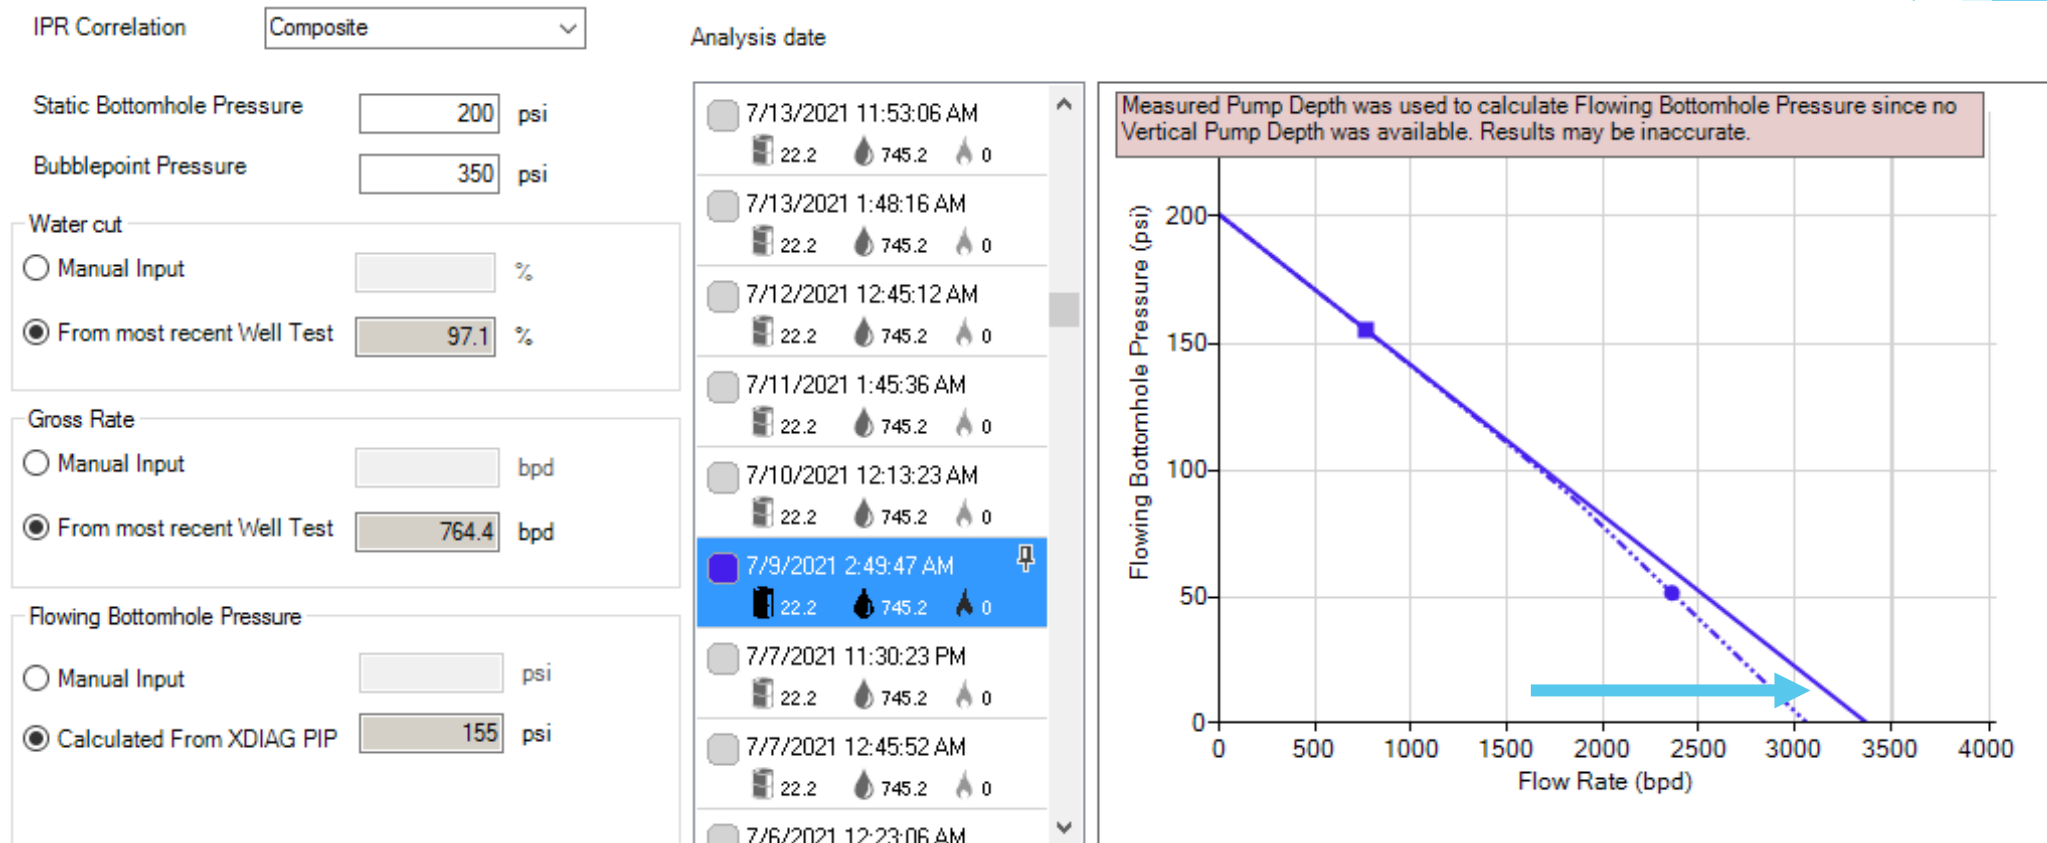 IPR Correlation
Composite
Static Bottomhole Pressure
200 psi
Bubblepoint Pressure
350 psi
Water cut
Manual Input
%
From most recent Well Test
97.1 %
Gross Rate
Manual Input
bpd
From most recent Well Test
764.4 bpd
Flowing Bottomhole Pressure
Manual Input
psi
Calculated From XDIAG PIP
155 psi
Analysis date
7/13/2021 11:53:06 AM
22.2 745.2 0
7/13/2021 1:48:16 AM
22.2 745.2 0
7/12/2021 12:45:12 AM
22.2 745.2 0
7/11/2021 1:45:36 AM
22.2 745.2 0
7/10/2021 12:13:23 AM
22.2 745.2 0
7/9/2021 2:49:47 AM
22.2 745.2 0
7/7/2021 11:30:23 PM
22.2 745.2 0
7/7/2021 12:45:52 AM
22.2 745.2 0
7/6/2021 12:23:06 AM
Measured Pump Depth was used to calculate Flowing Bottomhole Pressure since no
Vertical Pump Depth was available. Results may be inaccurate.
Flowing Bottomhole Pressure (psi)
200
150
100
50
0
0 500 1000 1500 2000 2500 3000 3500 4000
Flow Rate (bpd)